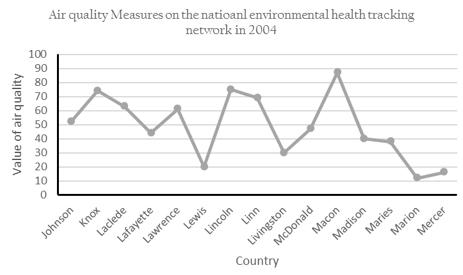 Air quality Measures on the natioanl environmental health tracking
network in 2004
Value of air quality
100
90
80
70
60
50
40
30
20
10
0
Johnson
Knox
Laclede
Lafayette
Lawrence
Lewis
Lincoln
Linn
Livingston
McDonald
Macon
Madison
Maries
Marion
Mercer
Country